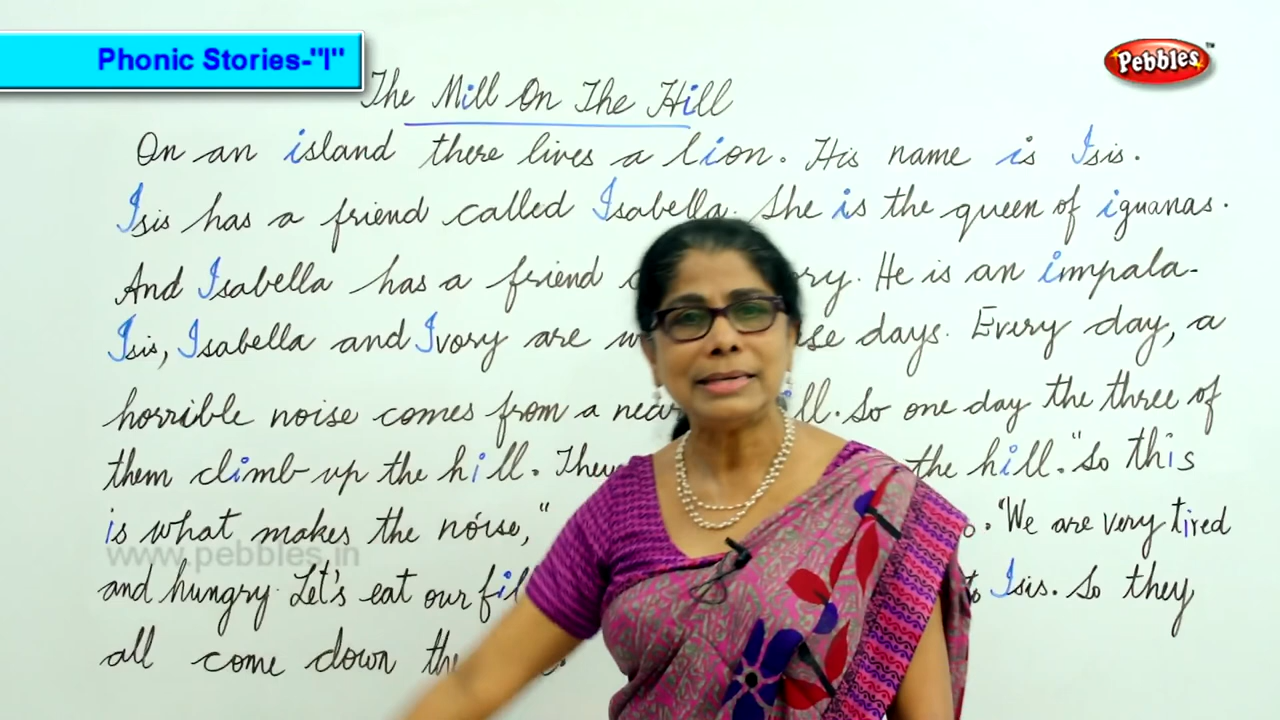 Phonic Stories-"I"
Pebbles™
The Mill On The Hill
On an island there lives a lion. His name is Isis.
Isis has a friend called Isabella. She is the queen of iguanas.
And Isabella has a friend He is an impala.
Isis, Isabella and Ivory are days. Every day, a
horrible noise comes from a So one day the three of
them climb up the hill. the hill. "So this
is what makes the noise," "We are very tired
www.pebbles.in
and hungry. Let's eat our Isis. So they
all come down